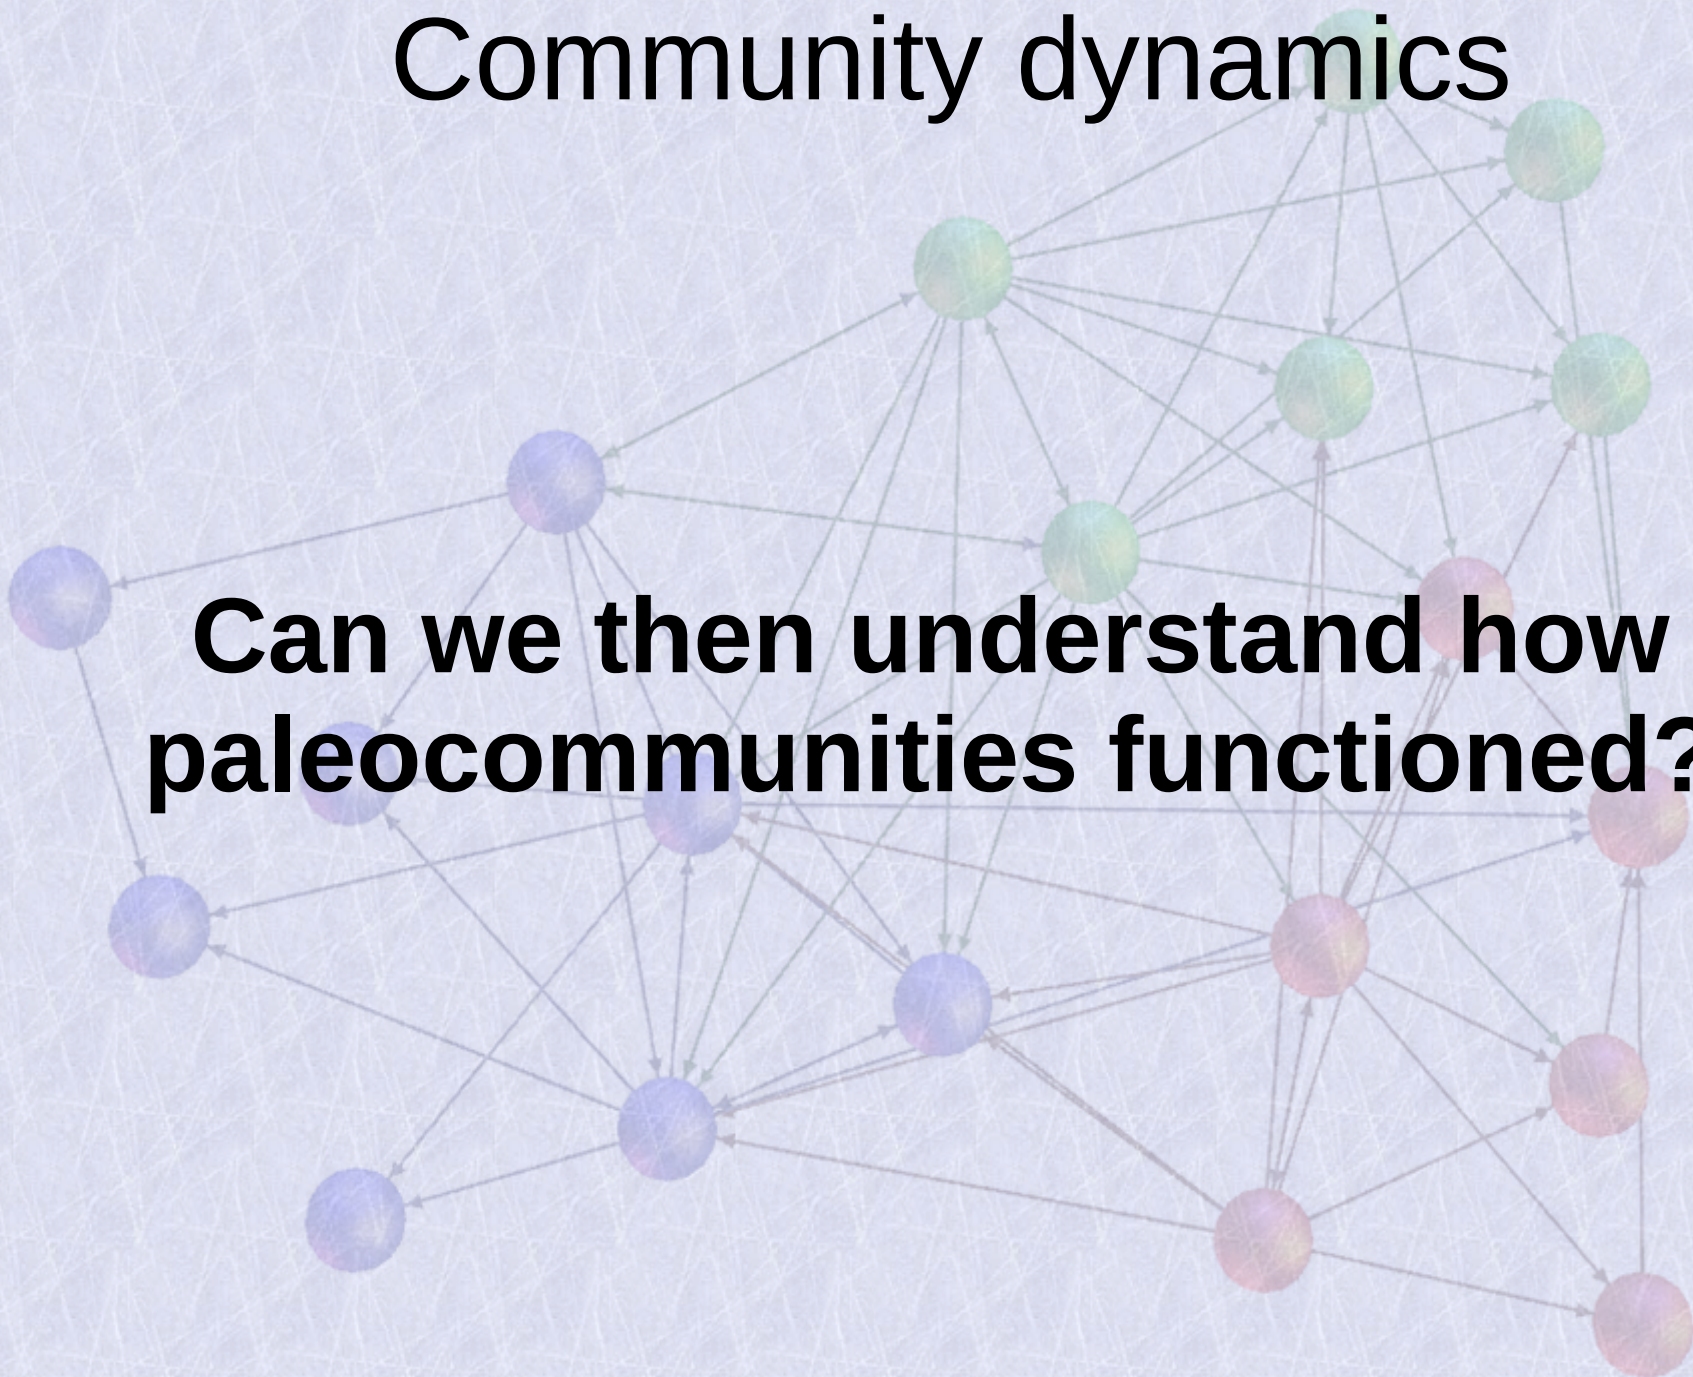 Community dynamics
Can we then understand how
paleocommunities functioned?